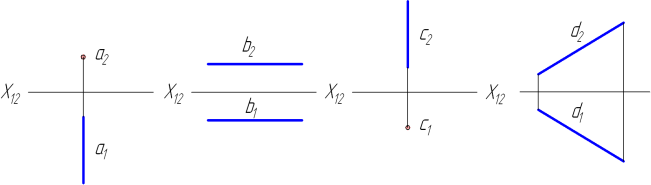 a₂
X₁₂
a₁
b₂
X₁₂
b₁
c₂
X₁₂
c₁
d₂
X₁₂
d₁